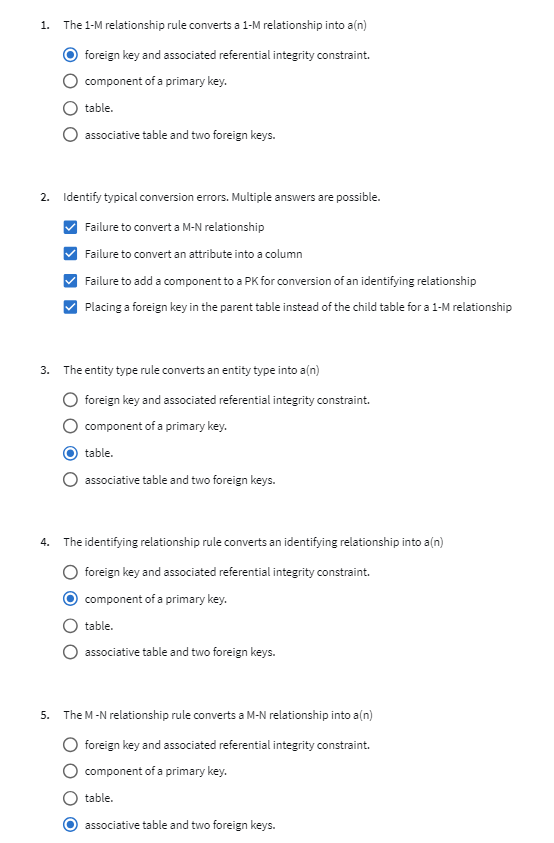 1. The 1-M relationship rule converts a 1-M relationship into a(n)
foreign key and associated referential integrity constraint.
component of a primary key.
table.
associative table and two foreign keys.
2. Identify typical conversion errors. Multiple answers are possible.
Failure to convert a M-N relationship
Failure to convert an attribute into a column
Failure to add a component to a PK for conversion of an identifying relationship
Placing a foreign key in the parent table instead of the child table for a 1-M relationship
3. The entity type rule converts an entity type into a(n)
foreign key and associated referential integrity constraint.
component of a primary key.
table.
associative table and two foreign keys.
4. The identifying relationship rule converts an identifying relationship into a(n)
foreign key and associated referential integrity constraint.
component of a primary key.
table.
associative table and two foreign keys.
5. The M -N relationship rule converts a M-N relationship into a(n)
foreign key and associated referential integrity constraint.
component of a primary key.
table.
associative table and two foreign keys.